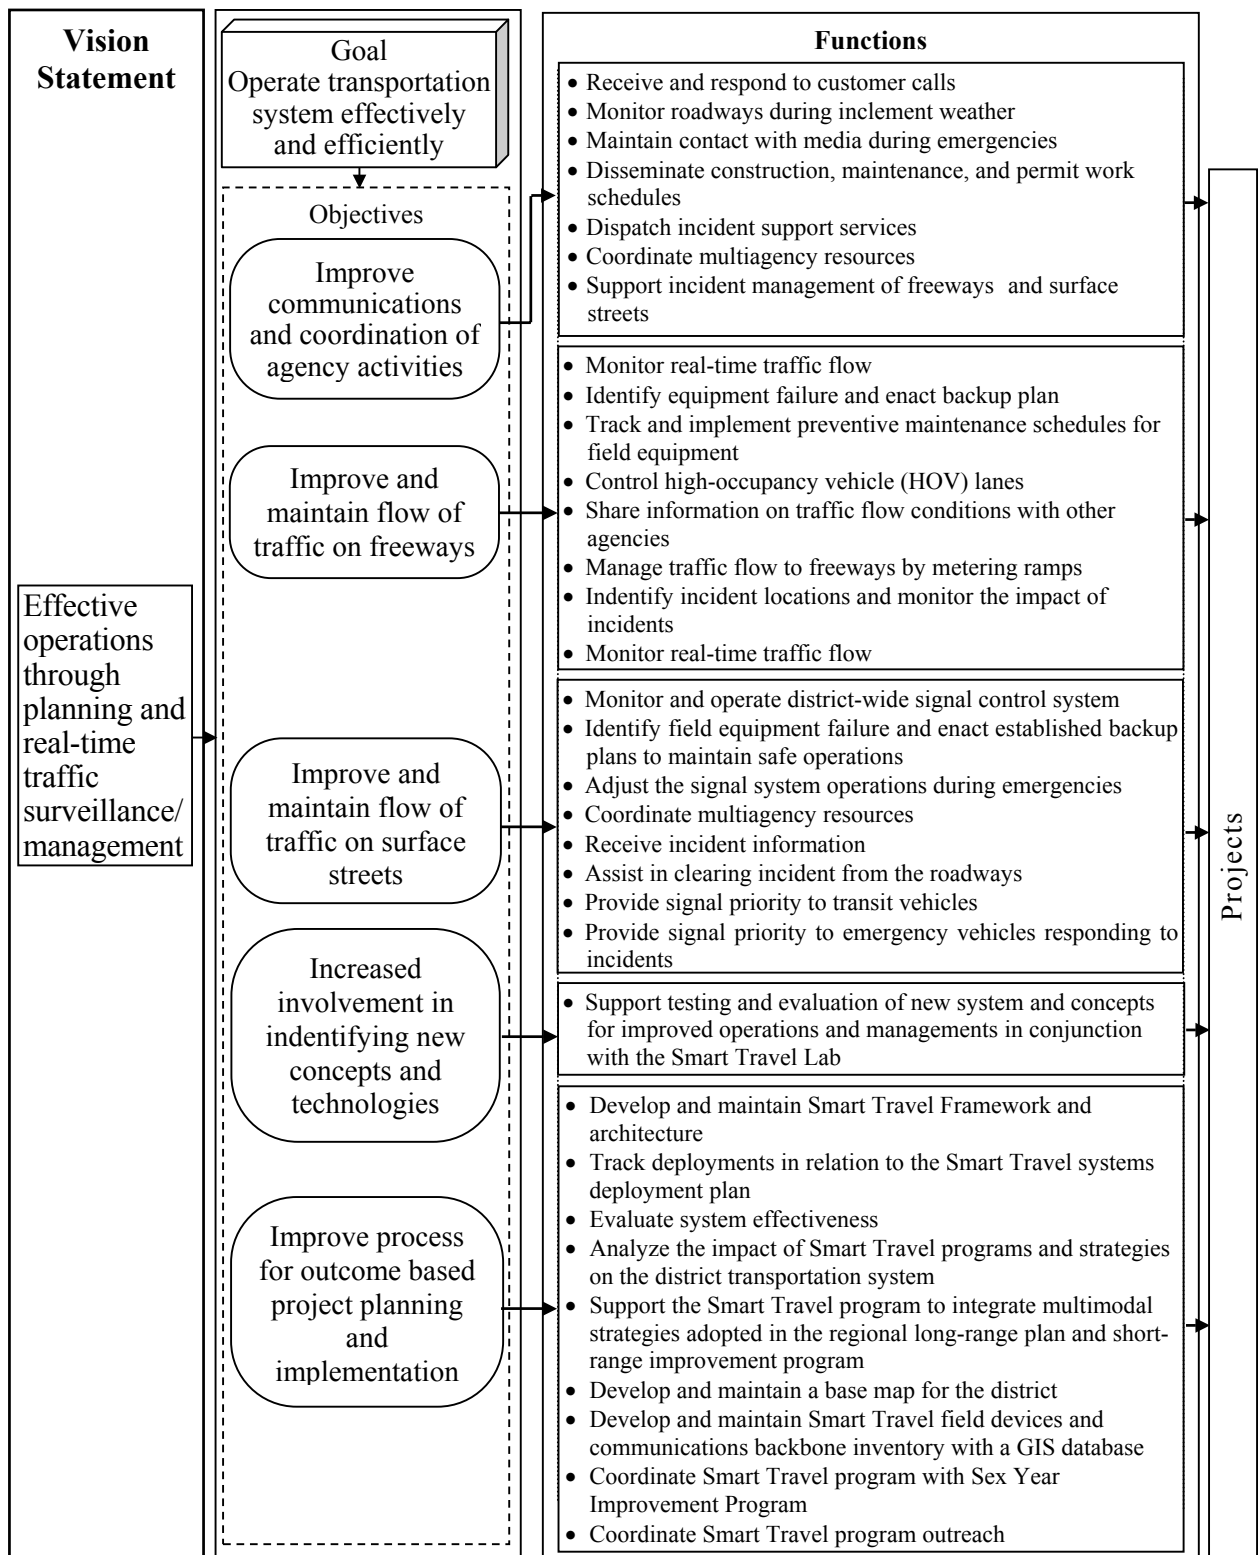 Vision
Statement
Effective
operations
through
planning and
real-time
traffic
surveillance/
management
Goal
Operate transportation
system effectively
and efficiently
Objectives
Improve
communications
and coordination of
agency activities
Improve and
maintain flow of
traffic on freeways
Improve and
maintain flow of
traffic on surface
streets
Increased
involvement in
indentifying new
concepts and
technologies
Improve process
for outcome based
project planning
and
implementation
Functions
• Receive and respond to customer calls
• Monitor roadways during inclement weather
• Maintain contact with media during emergencies
• Disseminate construction, maintenance, and permit work
schedules
• Dispatch incident support services
• Coordinate multiagency resources
• Support incident management of freeways and surface
streets
• Monitor real-time traffic flow
• Identify equipment failure and enact backup plan
• Track and implement preventive maintenance schedules for
field equipment
• Control high-occupancy vehicle (HOV) lanes
• Share information on traffic flow conditions with other
agencies
• Manage traffic flow to freeways by metering ramps
• Indentify incident locations and monitor the impact of
incidents
• Monitor real-time traffic flow
• Monitor and operate district-wide signal control system
• Identify field equipment failure and enact established backup
plans to maintain safe operations
• Adjust the signal system operations during emergencies
• Coordinate multiagency resources
• Receive incident information
• Assist in clearing incident from the roadways
• Provide signal priority to transit vehicles
• Provide signal priority to emergency vehicles responding to
incidents
• Support testing and evaluation of new system and concepts
for improved operations and managements in conjunction
with the Smart Travel Lab
• Develop and maintain Smart Travel Framework and
architecture
• Track deployments in relation to the Smart Travel systems
deployment plan
• Evaluate system effectiveness
• Analyze the impact of Smart Travel programs and strategies
on the district transportation system
• Support the Smart Travel program to integrate multimodal
strategies adopted in the regional long-range plan and short-
range improvement program
• Develop and maintain a base map for the district
• Develop and maintain Smart Travel field devices and
communications backbone inventory with a GIS database
• Coordinate Smart Travel program with Sex Year
Improvement Program
• Coordinate Smart Travel program outreach
Projects